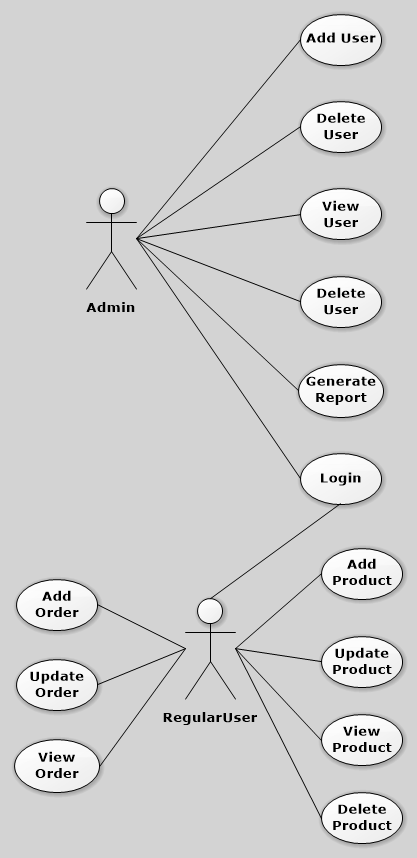 Add User
Delete
User
View
User
Admin
Delete
User
Generate
Report
Login
Add
Product
Add
Order
Update
Product
Update
Order
RegularUser
View
Product
View
Order
Delete
Product